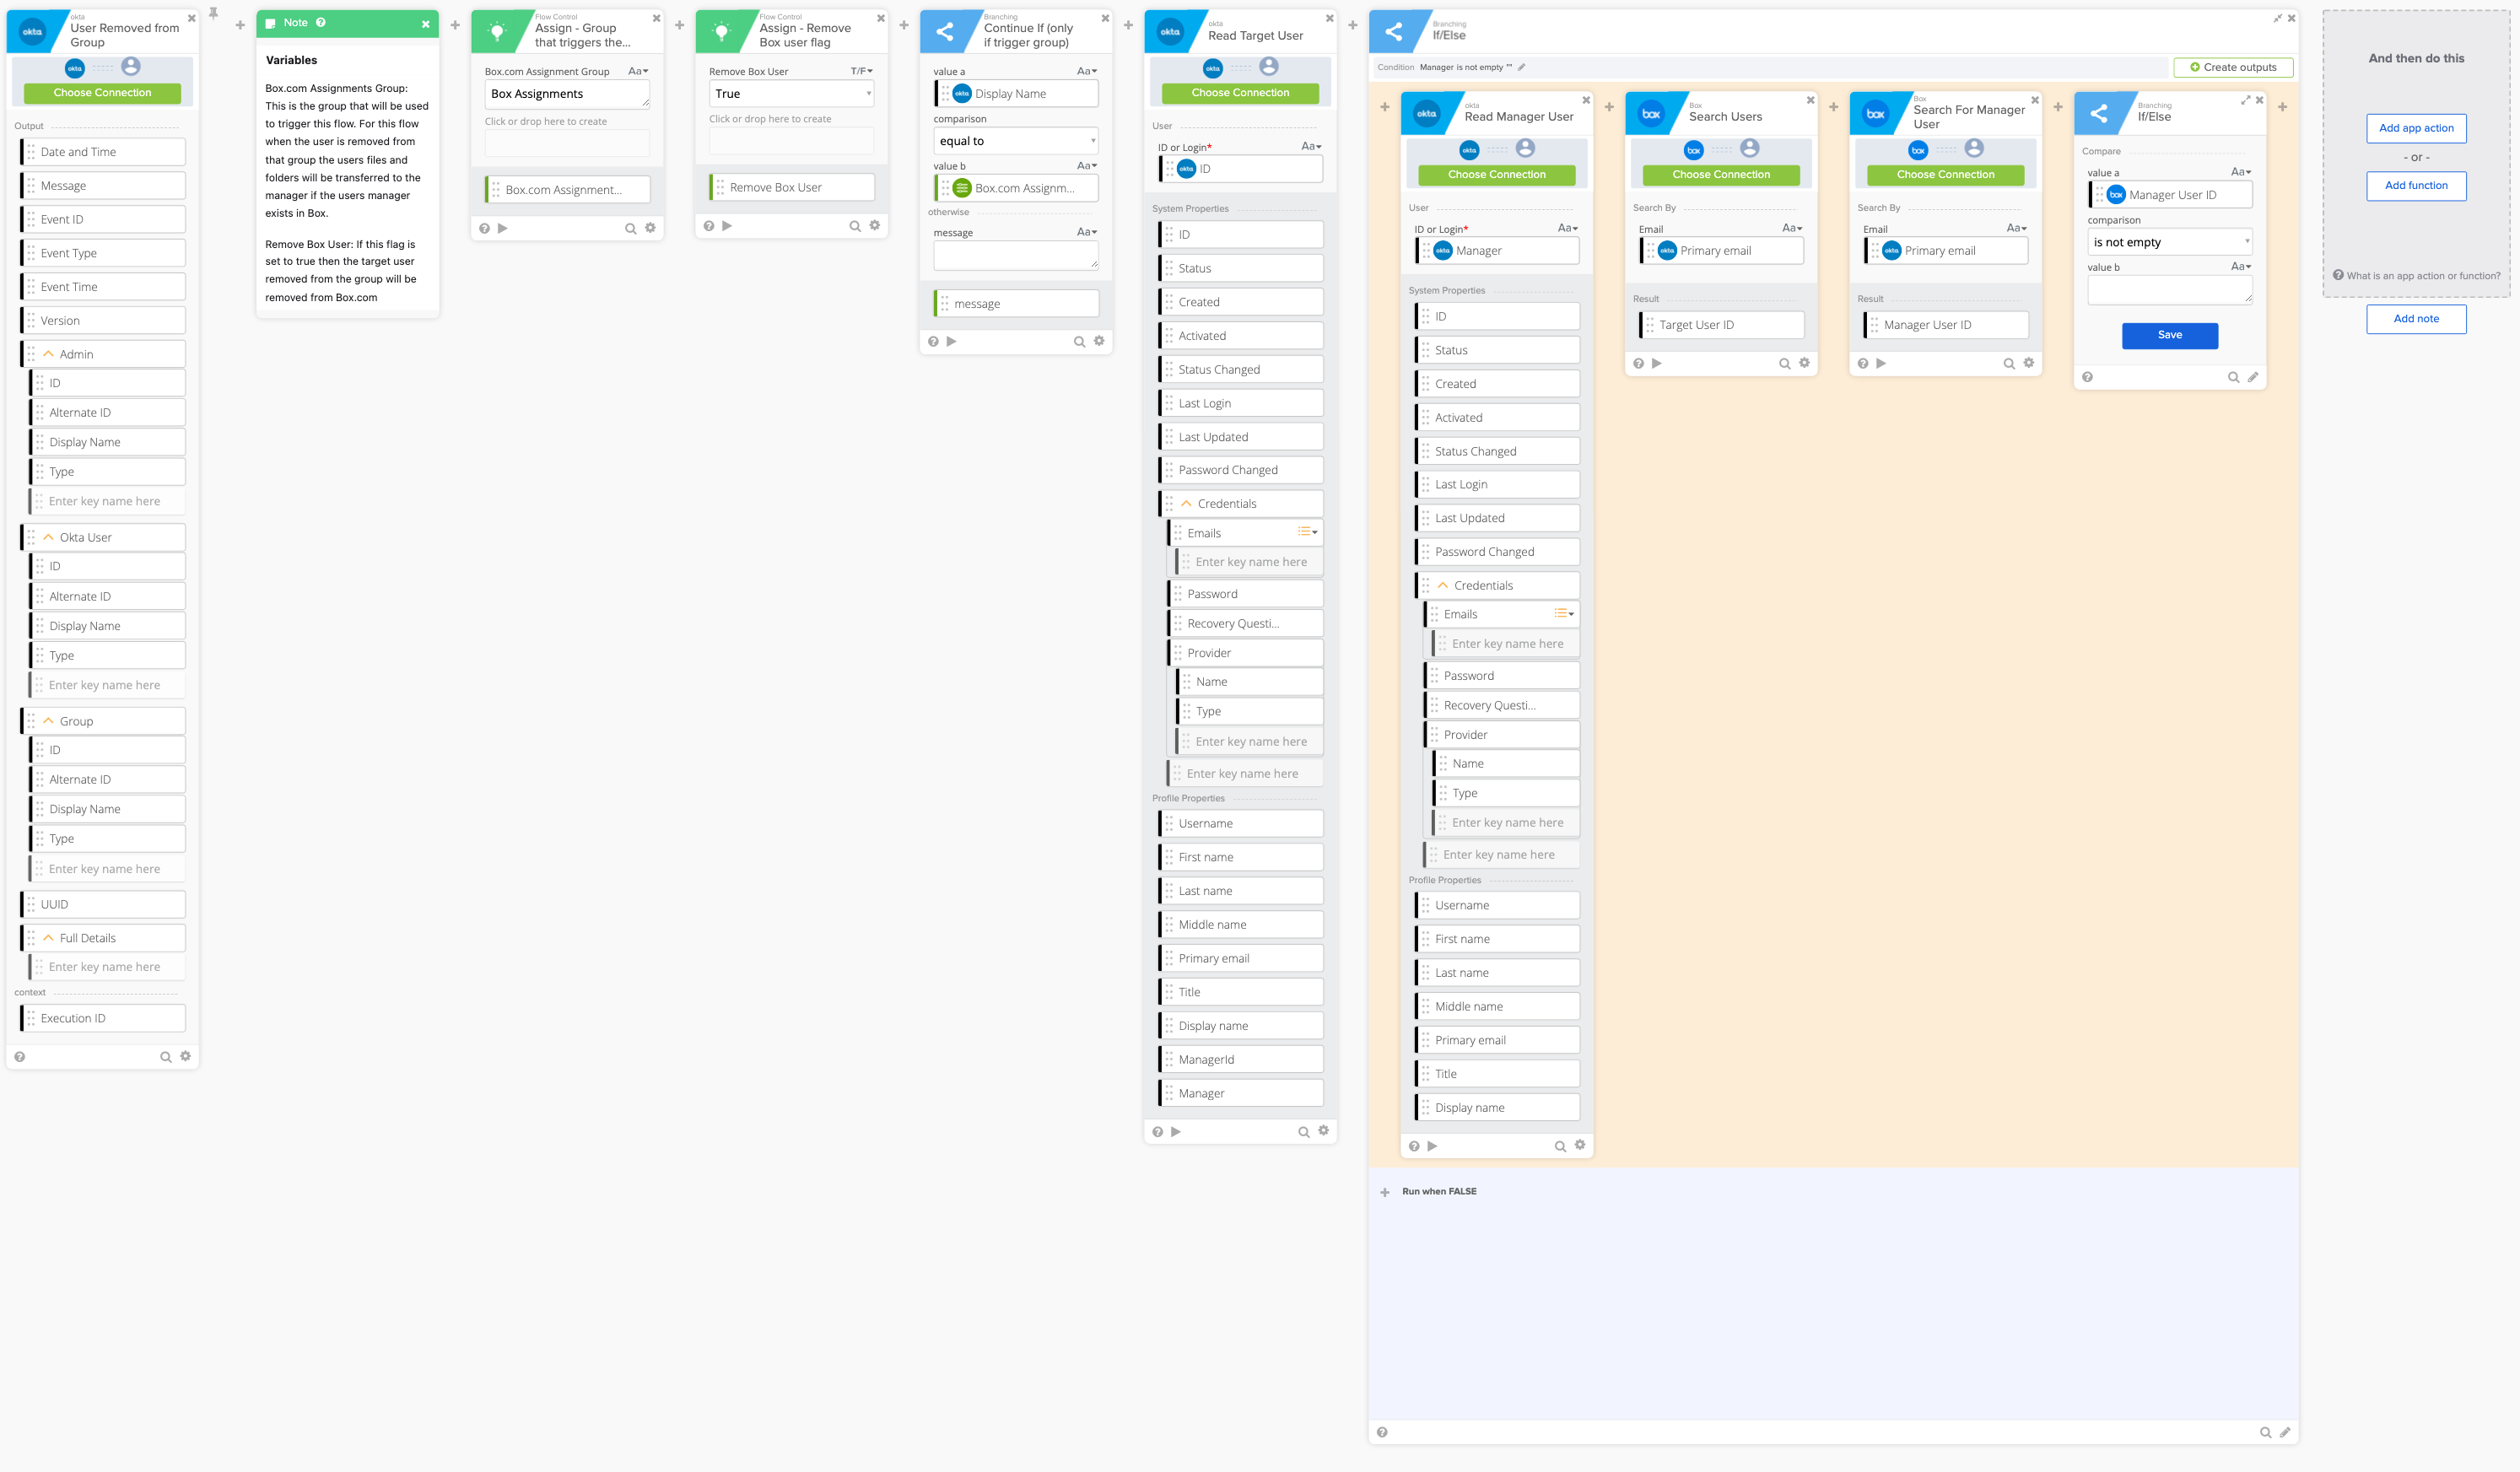 okta
okta
User Removed from
Group
okta
Choose Connection
Output
Date and Time
Message
Event ID
Event Type
Event Time
Version
Admin
ID
Alternate ID
Display Name
Type
Enter key name here
Okta User
ID
Alternate ID
Display Name
Type
Enter key name here
Group
ID
Alternate ID
Display Name
Type
Enter key name here
UUID
Full Details
Enter key name here
context
Execution ID
Note
Variables
Box.com Assignments Group:
This is the group that will be used
to trigger this flow. For this flow
when the user is removed from
that group the users files and
folders will be transferred to the
manager if the users manager
exists in Box.
Remove Box User: If this flag is
set to true then the target user
removed from the group will be
removed from Box.com
Flow Control
Assign - Group
that triggers the...
Box.com Assignment Group Aa
Box Assignments
Click or drop here to create
Box.com Assignment...
Flow Control
Assign - Remove
Box user flag
Remove Box User T/F
True
Click or drop here to create
Remove Box User
Branching
Continue If (only
if trigger group)
value a Aa
okta Display Name
comparison
equal to
value b Aa
Box.com Assignm...
otherwise
message Aa
message
okta
okta
Read Target User
okta
Choose Connection
User
ID or Login* Aa
okta ID
System Properties
ID
Status
Created
Activated
Status Changed
Last Login
Last Updated
Password Changed
Credentials
Emails
Enter key name here
Password
Recovery Questi...
Provider
Name
Type
Enter key name here
Enter key name here
Profile Properties
Username
First name
Last name
Middle name
Primary email
Title
Display name
ManagerId
Manager
Branching
If/Else
Condition Manager is not empty ""
Create outputs
okta
okta
Read Manager User
okta
Choose Connection
User
ID or Login* Aa
okta Manager
System Properties
ID
Status
Created
Activated
Status Changed
Last Login
Last Updated
Password Changed
Credentials
Emails
Enter key name here
Password
Recovery Questi...
Provider
Name
Type
Enter key name here
Enter key name here
Profile Properties
Username
First name
Last name
Middle name
Primary email
Title
Display name
box
Box
Search Users
box
Choose Connection
Search By
Email Aa
okta Primary email
Result
Target User ID
box
Box
Search For Manager
User
box
Choose Connection
Search By
Email Aa
okta Primary email
Result
Manager User ID
Branching
If/Else
Compare
value a Aa
box Manager User ID
comparison
is not empty
value b Aa
Save
Run when FALSE
And then do this
Add app action
- or -
Add function
What is an app action or function?
Add note